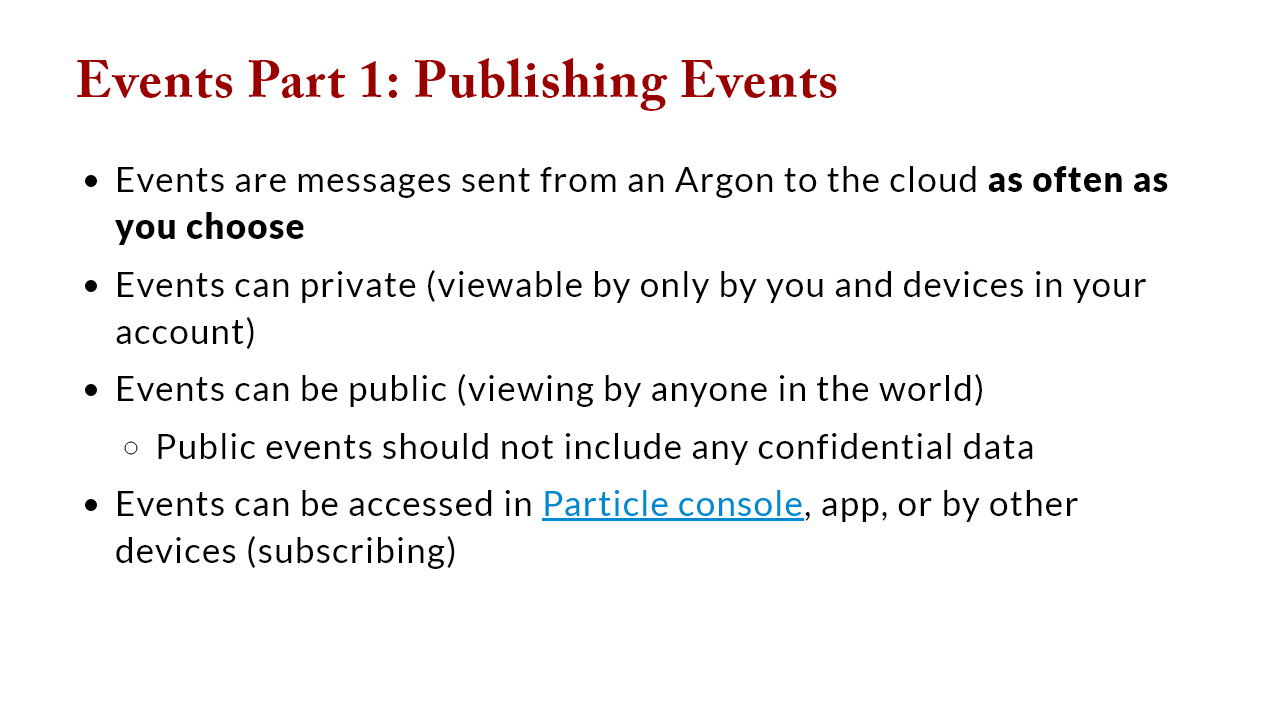 Events Part 1: Publishing Events
Events are messages sent from an Argon to the cloud as often as
you choose
Events can private (viewable by only by you and devices in your
account)
Events can be public (viewing by anyone in the world)
Public events should not include any confidential data
Events can be accessed in Particle console, app, or by other
devices (subscribing)